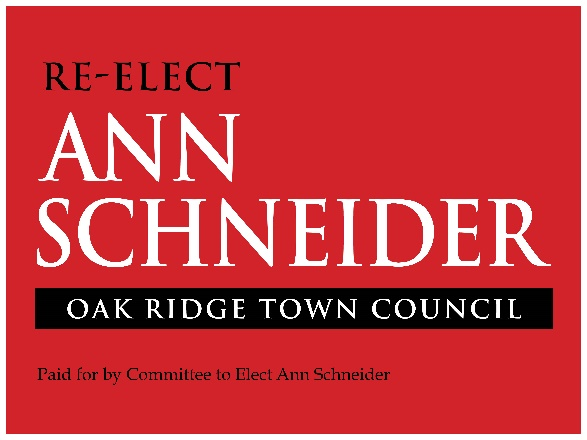 RE-ELECT
ANN
SCHNEIDER
OAK RIDGE TOWN COUNCIL
Paid for by Committee to Elect Ann Schneider